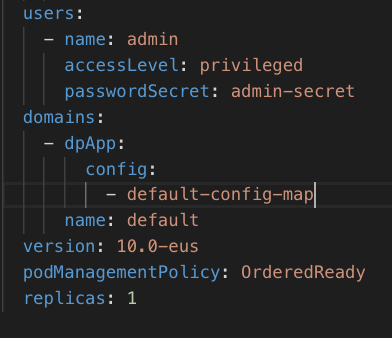 users:
  - name: admin
    accessLevel: privileged
    passwordSecret: admin-secret
domains:
  - dpApp:
      config:
        - default-config-map
    name: default
version: 10.0-eus
podManagementPolicy: OrderedReady
replicas: 1